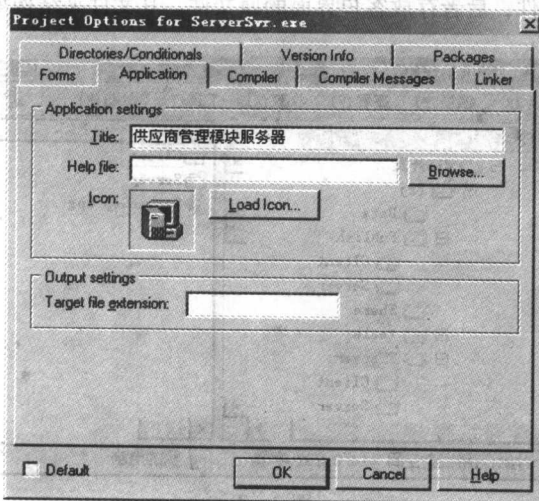 Project Options for ServerSvr.exe
Directories/Conditionals Version Info Packages
Forms Application Compiler Compiler Messages Linker
Application settings
Title: 供应商管理模块服务器
Help file: Browse...
Icon: Load Icon...
Output settings
Target file extension:
Default OK Cancel Help